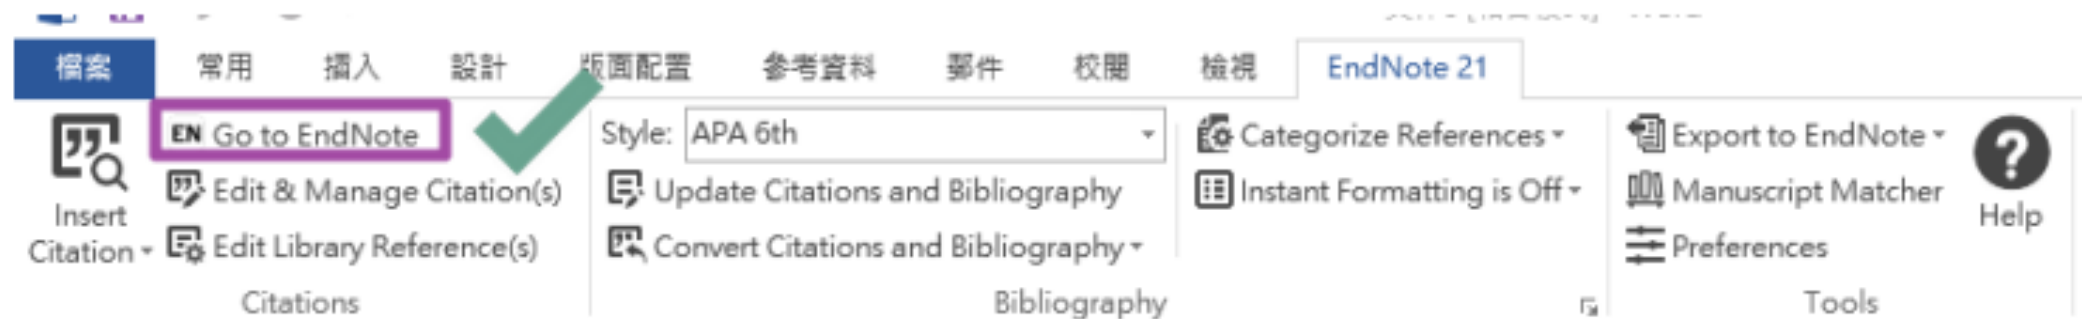 檔案 常用 插入 設計 版面配置 參考資料 郵件 校閱 檢視 EndNote 21
EN Go to EndNote Style: APA 6th Categorize References Export to EndNote
Edit & Manage Citation(s) Update Citations and Bibliography Instant Formatting is Off Manuscript Matcher
Insert Citation Edit Library Reference(s) Convert Citations and Bibliography Preferences Help
Citations Bibliography Tools